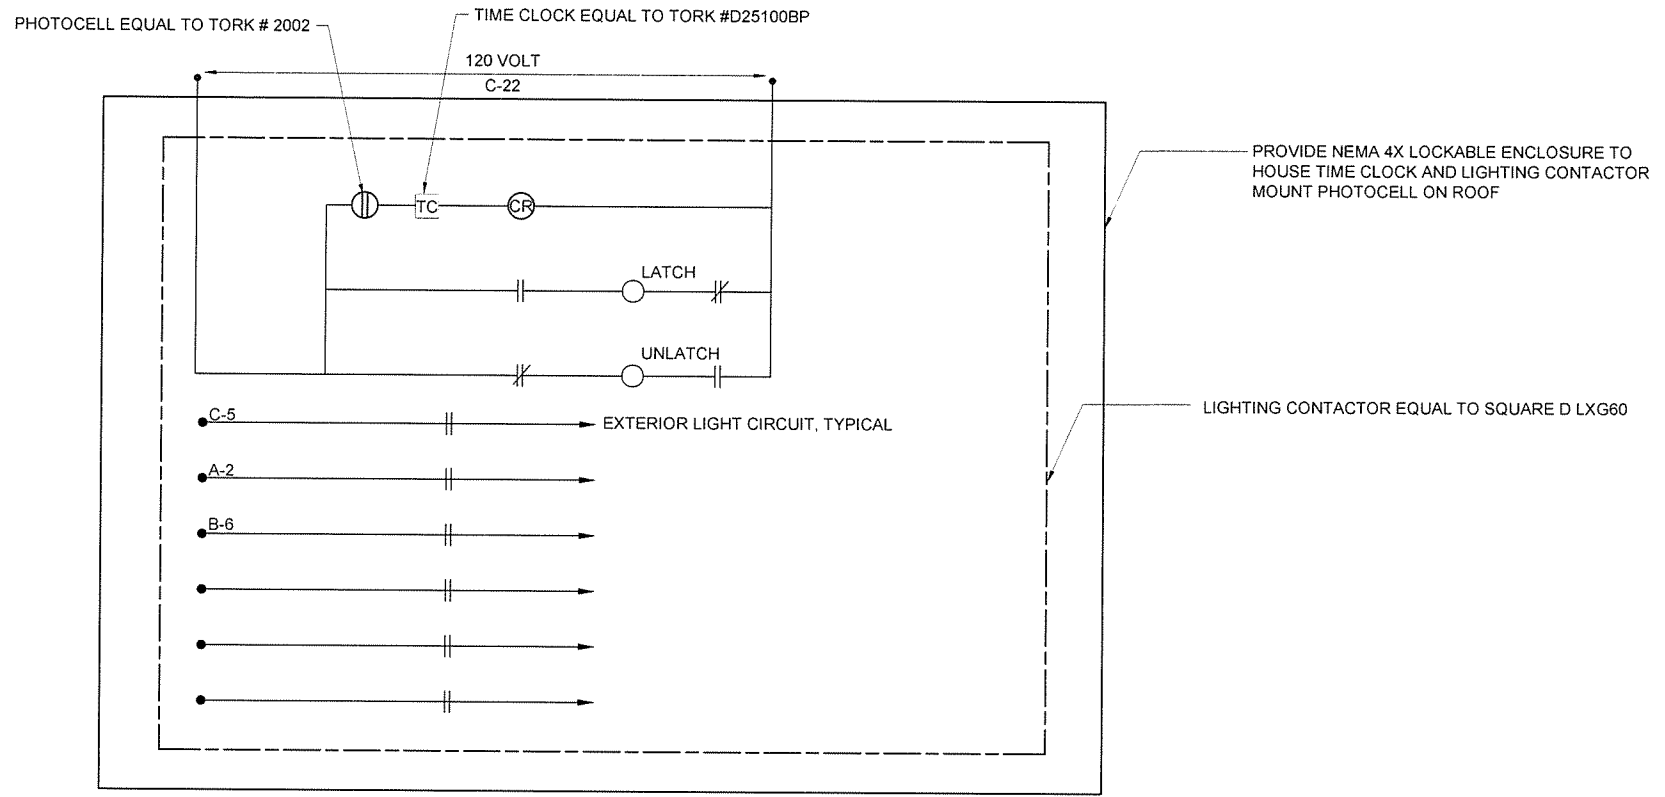 PHOTOCELL EQUAL TO TORK # 2002
TIME CLOCK EQUAL TO TORK #D25100BP
120 VOLT
C-22
PROVIDE NEMA 4X LOCKABLE ENCLOSURE TO
HOUSE TIME CLOCK AND LIGHTING CONTACTOR
MOUNT PHOTOCELL ON ROOF
TC
CR
LATCH
UNLATCH
LIGHTING CONTACTOR EQUAL TO SQUARE D LXG60
C-5
EXTERIOR LIGHT CIRCUIT, TYPICAL
A-2
B-6